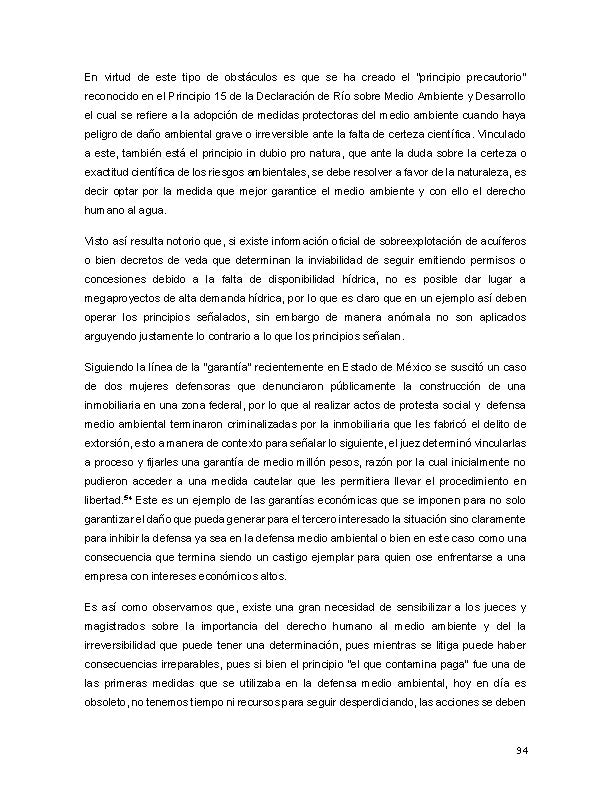 En virtud de este tipo de obstáculos es que se ha creado el "principio precautorio"
reconocido en el Principio 15 de la Declaración de Río sobre Medio Ambiente y Desarrollo
el cual se refiere a la adopción de medidas protectoras del medio ambiente cuando haya
peligro de daño ambiental grave o irreversible ante la falta de certeza científica. Vinculado
a este, también está el principio in dubio pro natura, que ante la duda sobre la certeza o
exactitud científica de los riesgos ambientales, se debe resolver a favor de la naturaleza, es
decir optar por la medida que mejor garantice el medio ambiente y con ello el derecho
humano al agua.
Visto así resulta notorio que, si existe información oficial de sobreexplotación de acuíferos
o bien decretos de veda que determinan la inviabilidad de seguir emitiendo permisos o
concesiones debido a la falta de disponibilidad hídrica, no es posible dar lugar a
megaproyectos de alta demanda hídrica, por lo que es claro que en un ejemplo así deben
operar los principios señalados, sin embargo de manera anómala no son aplicados
arguyendo justamente lo contrario a lo que los principios señalan.
Siguiendo la línea de la "garantía" recientemente en Estado de México se suscitó un caso
de dos mujeres defensoras que denunciaron públicamente la construcción de una
inmobiliaria en una zona federal, por lo que al realizar actos de protesta social y defensa
medio ambiental terminaron criminalizadas por la inmobiliaria que les fabricó el delito de
extorsión, esto a manera de contexto para señalar lo siguiente, el juez determinó vincularlas
a proceso y fijarles una garantía de medio millón pesos, razón por la cual inicialmente no
pudieron acceder a una medida cautelar que les permitiera llevar el procedimiento en
libertad.⁵⁴ Este es un ejemplo de las garantías económicas que se imponen para no solo
garantizar el daño que pueda generar para el tercero interesado la situación sino claramente
para inhibir la defensa ya sea en la defensa medio ambiental o bien en este caso como una
consecuencia que termina siendo un castigo ejemplar para quien ose enfrentarse a una
empresa con intereses económicos altos.
Es así como observamos que, existe una gran necesidad de sensibilizar a los jueces y
magistrados sobre la importancia del derecho humano al medio ambiente y del la
irreversibilidad que puede tener una determinación, pues mientras se litiga puede haber
consecuencias irreparables, pues si bien el principio "el que contamina paga" fue una de
las primeras medidas que se utilizaba en la defensa medio ambiental, hoy en día es
obsoleto, no tenemos tiempo ni recursos para seguir desperdiciando, las acciones se deben
94